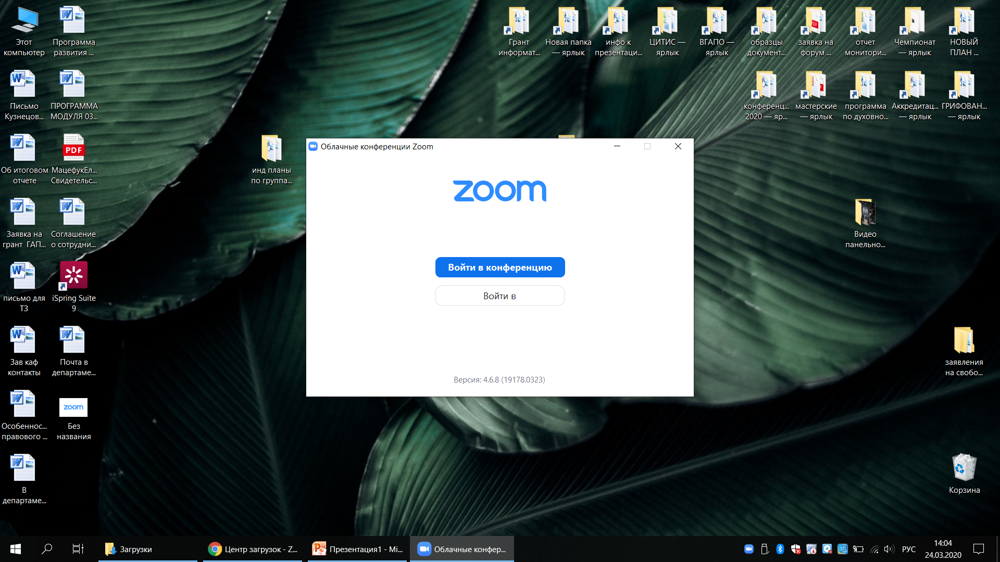 Этот
компьютер
Программа
развития ...
Грант
информат...
Новая папка
— ярлык
инфо к
презентаци...
ЦИТИС —
ярлык
ВГАПО —
ярлык
образцы
документ...
заявка на
форум ...
отчет
монитори...
Чемпионат
— ярлык
НОВЫЙ
ПЛАН ...
Письмо
Кузнецов...
ПРОГРАММА
МОДУЛЯ 03...
конференц...
2020 — яр...
мастерские
— ярлык
программа
по духовно...
Аккредитац...
— ярлык
ГРИФОВАН...
— ярлык
Об итоговом
отчете
PDF
МацефукЕл...
Свидетельс...
инд планы
по группа...
Облачные конференции Zoom
zoom
Войти в конференцию
Войти в
Версия: 4.6.8 (19178.0323)
Заявка на
грант ГАП...
Соглашение
о сотрудни...
Видео
панельно...
письмо для
ТЗ
iSpring Suite
9
Зав каф
контакты
Почта в
департаме...
заявления
на свобо...
Особеннос...
правового ...
zoom
Без
названия
В
департаме...
Корзина
Загрузки
Центр загрузок - Z...
Презентация1 - Mi...
Облачные конфер...
РУС
14:04
24.03.2020